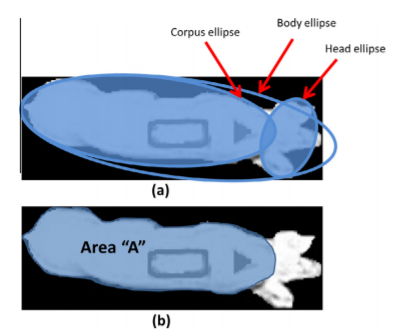 Body ellipse
Corpus ellipse
Head ellipse
(a)
Area "A"
(b)